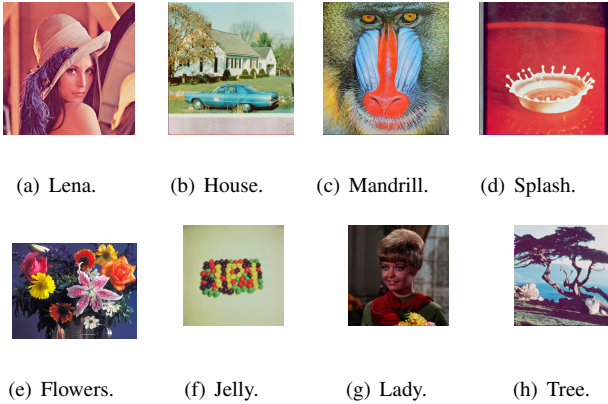 (a) Lena. (b) House. (c) Mandrill. (d) Splash.
(e) Flowers. (f) Jelly. (g) Lady. (h) Tree.